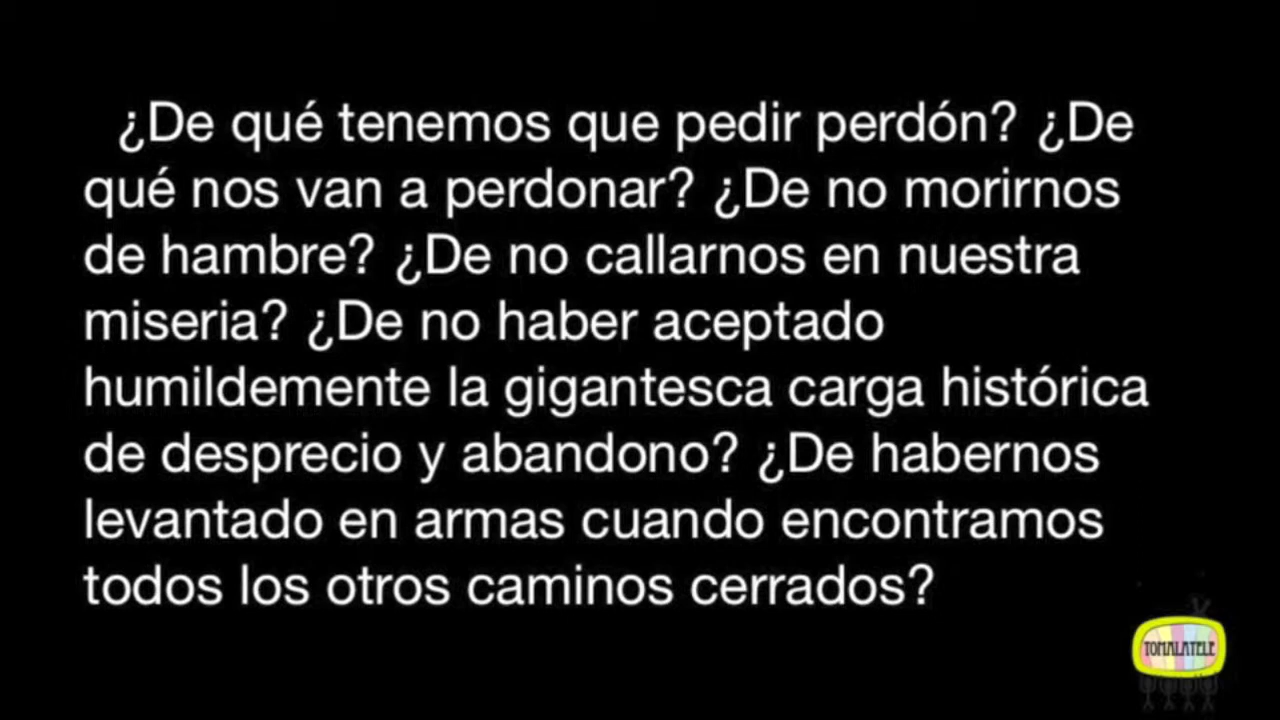 ¿De qué tenemos que pedir perdón? ¿De
qué nos van a perdonar? ¿De no morirnos
de hambre? ¿De no callarnos en nuestra
miseria? ¿De no haber aceptado
humildemente la gigantesca carga histórica
de desprecio y abandono? ¿De habernos
levantado en armas cuando encontramos
todos los otros caminos cerrados?
TOMALATELE